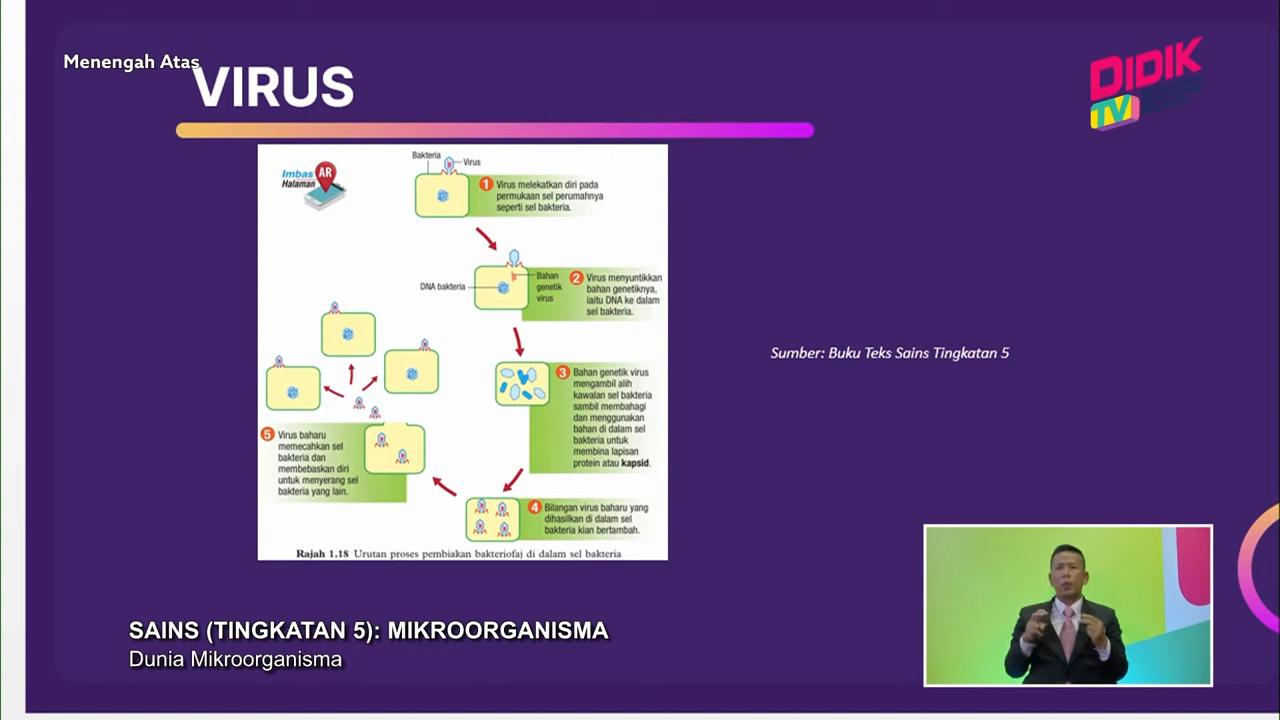 Menengah Atas
VIRUS
DIDIK
TV
Imbas
Halaman
AR
Bakteria
Virus
1 Virus melekatkan diri pada
permukaan sel perumahnya
seperti sel bakteria.
DNA bakteria
Bahan
genetik
virus
2 Virus menyuntikkan
bahan genetiknya,
iaitu DNA ke dalam
sel bakteria.
3 Bahan genetik virus
mengambil alih
kawalan sel bakteria
sambil membahagi
dan menggunakan
bahan di dalam sel
bakteria untuk
membina lapisan
protein atau kapsid.
4 Bilangan virus baharu yang
dihasilkan di dalam sel
bakteria kian bertambah.
5 Virus baharu
memecahkan sel
bakteria dan
membebaskan diri
untuk menyerang sel
bakteria yang lain.
Rajah 1.18 Urutan proses pembiakan bakteriofaj di dalam sel bakteria
Sumber: Buku Teks Sains Tingkatan 5
SAINS (TINGKATAN 5): MIKROORGANISMA
Dunia Mikroorganisma